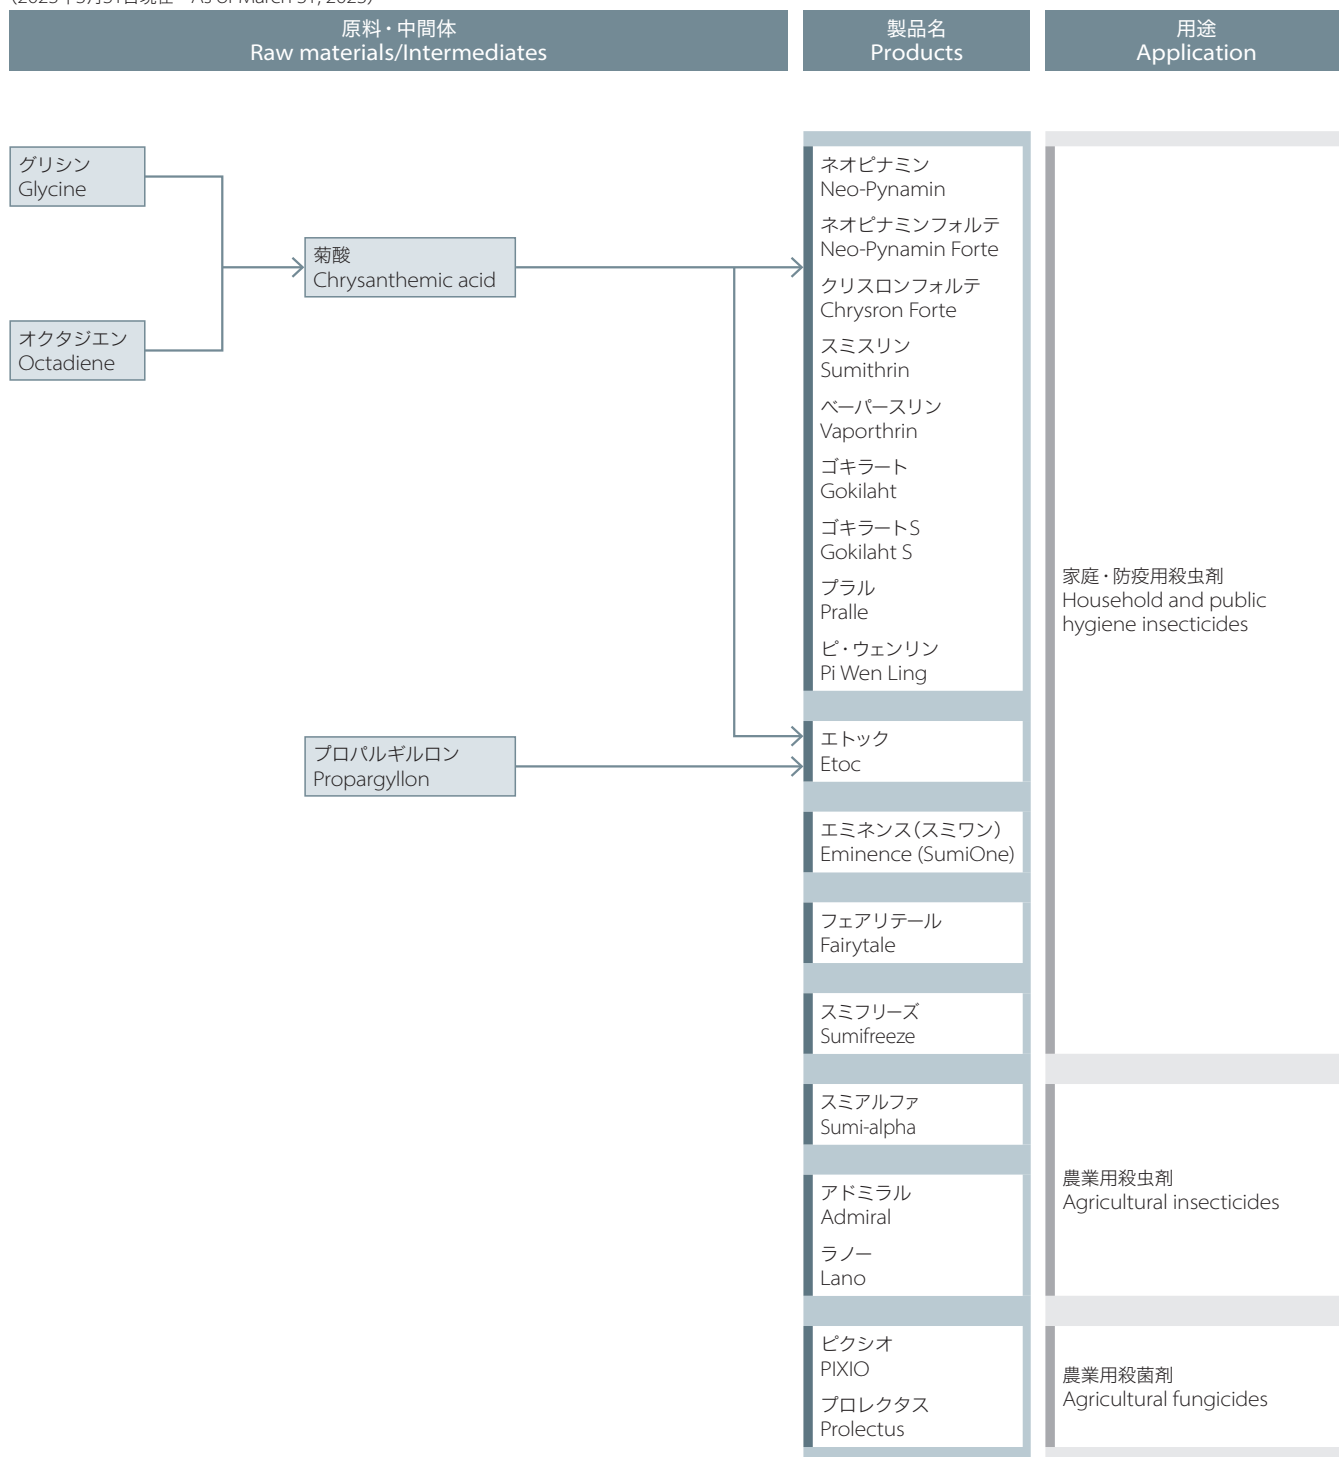 原料・中間体
Raw materials/Intermediates
製品名
Products
用途
Application
グリシン
Glycine
オクタジエン
Octadiene
菊酸
Chrysanthemic acid
プロパルギルロン
Propargyllon
ネオピナミン
Neo-Pynamin
ネオピナミンフォルテ
Neo-Pynamin Forte
クリスロンフォルテ
Chrysron Forte
スミスリン
Sumithrin
ベーパースリン
Vaporthrin
ゴキラート
Gokilaht
ゴキラートS
Gokilaht S
プラル
Pralle
ピ・ウェンリン
Pi Wen Ling
エトック
Etoc
エミネンス（スミワン）
Eminence (SumiOne)
フェアリテール
Fairytale
スミフリーズ
Sumifreeze
家庭・防疫用殺虫剤
Household and public
hygiene insecticides
スミアルファ
Sumi-alpha
アドミラル
Admiral
ラノー
Lano
農業用殺虫剤
Agricultural insecticides
ピクシオ
PIXIO
プロレクタス
Prolectus
農業用殺菌剤
Agricultural fungicides